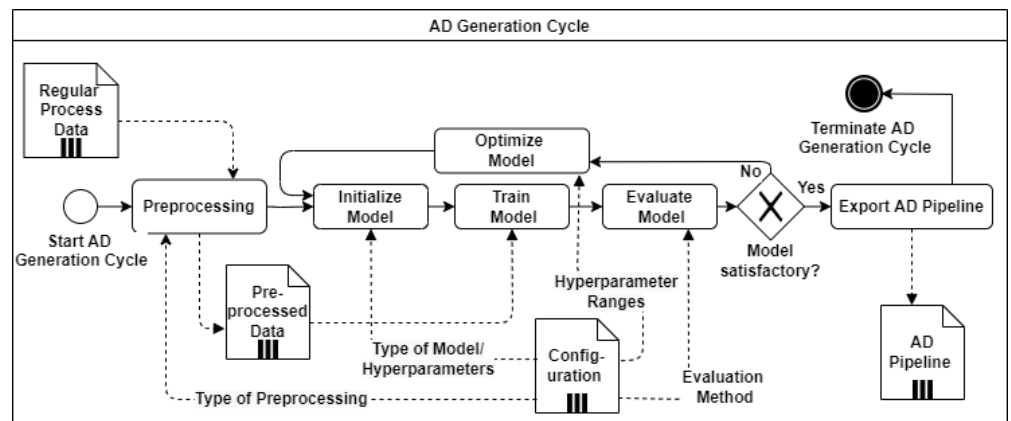 AD Generation Cycle
Regular
Process
Data
Terminate AD
Generation Cycle
Optimize
Model
No
Yes
Preprocessing
Initialize
Model
Train
Model
Evaluate
Model
Export AD Pipeline
Start AD
Generation Cycle
Model
satisfactory?
Pre-
processed
Data
Hyperparameter
Ranges
Type of Model/
Hyperparameters
Config-
uration
Evaluation
Method
AD
Pipeline
Type of Preprocessing